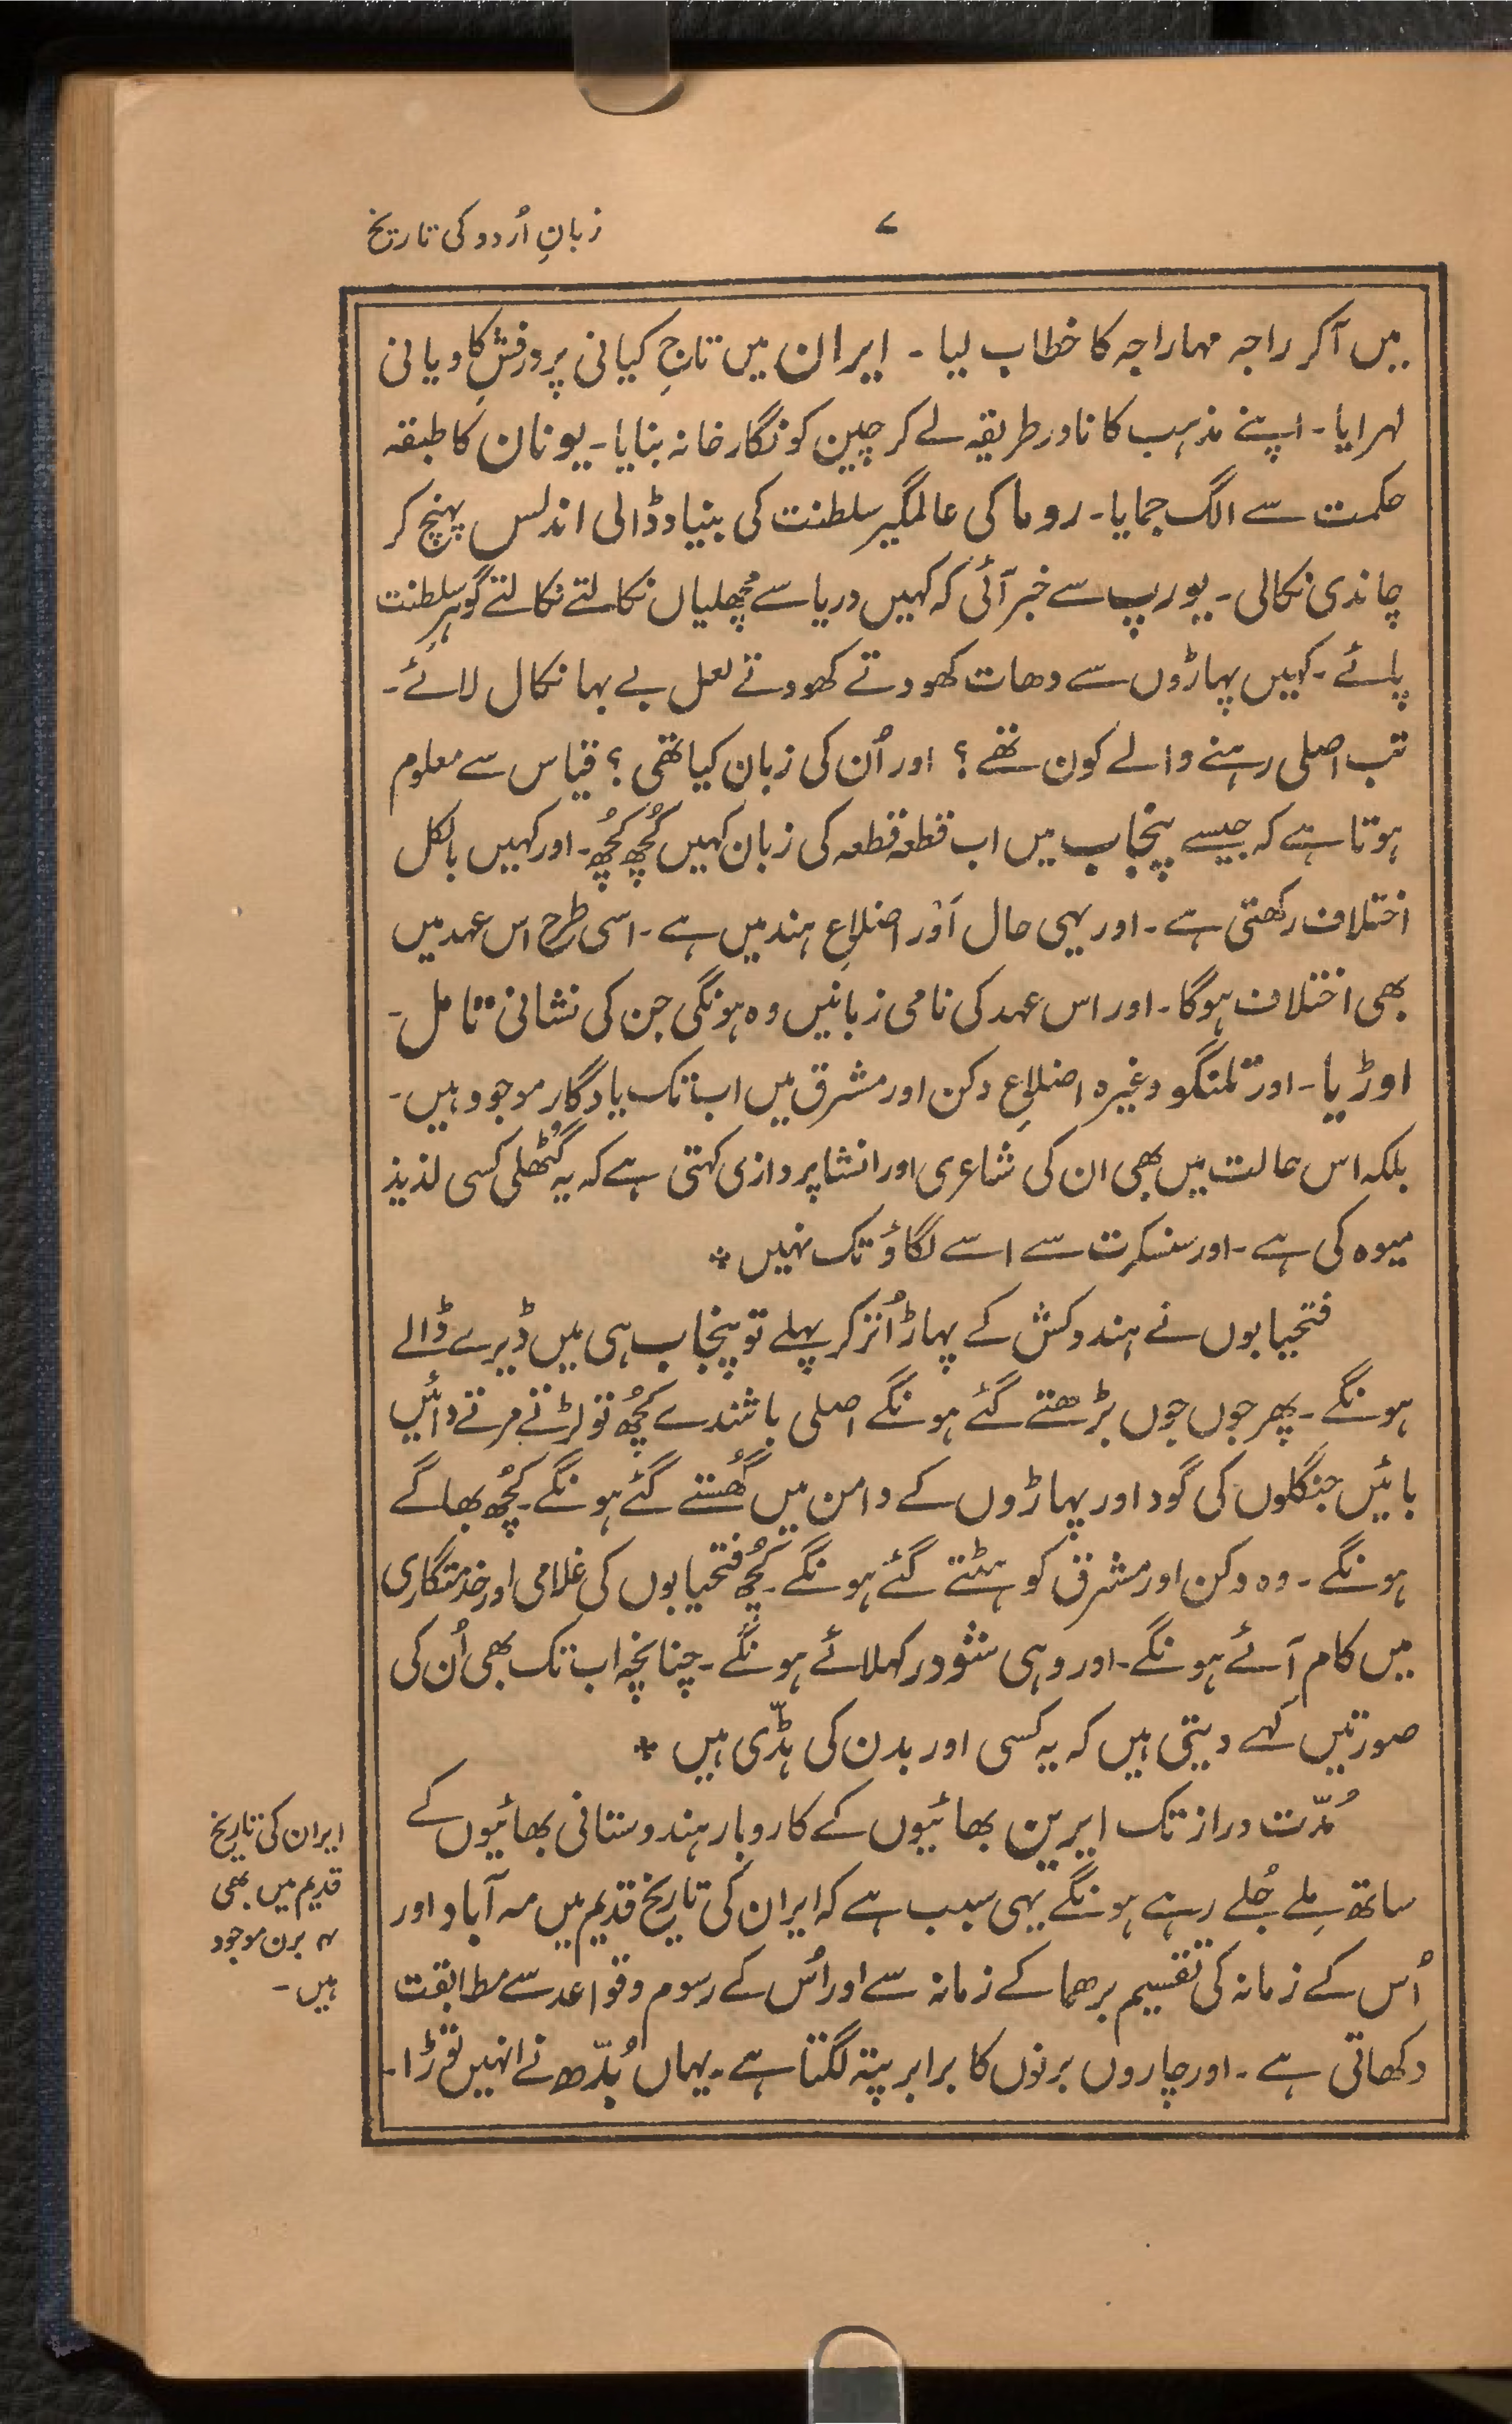 ۷
زبانِ اُردو کی تاریخ
میں آکر راجہ مہاراجہ کا خطاب لیا ۔ ایران میں تاجِ کیانی پر درفشِ کاویانی
لہرایا ۔ اپنے مذہب کا نادر طریقہ لے کر چین کو نگارخانہ بنایا ۔ یونان کا طبقہ
حکمت سے الگ جمایا ۔ روما کی عالمگیر سلطنت کی بنیاد ڈالی اندلس پہنچ کر
چاندی نکالی ۔ یورپ سے خبر آئی کہ کہیں دریا سے مچھلیاں نکالتے نکالتے گوہرِ سلطنت
پائے ۔ کہیں پہاڑوں سے دھات کھودتے کھودتے لعل بے بہا نکال لائے ۔
تب اصلی رہنے والے کون تھے ؟ اور اُن کی زبان کیا تھی ؟ قیاس سے معلوم
ہوتا ہے کہ جیسے پنجاب میں اب قطعہ قطعہ کی زبان کہیں کُچھ کُچھ ۔ اور کہیں بالکل
اختلاف رکھتی ہے ۔ اور یہی حال اَوْر اضلاعِ ہند میں ہے ۔ اسی طرح اس عہد میں
بھی اختلاف ہوگا ۔ اور اس عہد کی نامی زبانیں وہ ہونگی جن کی نشانی تامل ۔
اوڑیا ۔ اور تلنگو وغیرہ اضلاعِ دکن اور مشرق میں اب تک یادگار موجود ہیں ۔
بلکہ اس حالت میں بھی ان کی شاعری اور انشا پردازی کہتی ہے کہ یہ گُٹھلی کسی لذیذ
میوہ کی ہے ۔ اور سنسکرت سے اسے لگاؤ تک نہیں *
فتحیابوں نے ہندوکش کے پہاڑ اُتر کر پہلے تو پنجاب ہی میں ڈیرے ڈالے
ہونگے ۔ پھر جوں جوں بڑھتے گئے ہونگے اصلی باشندے کُچھ تو لڑتے مرتے دائیں
بائیں جنگلوں کی گود اور پہاڑوں کے دامن میں گھُستے گئے ہونگے ۔ کُچھ بھاگے
ہونگے ۔ وہ دکن اور مشرق کو ہٹتے گئے ہونگے ۔ کُچھ فتحیابوں کی غلامی اور خدمتگاری
میں کام آئے ہونگے ۔ اور وہی شودر کہلائے ہونگے ۔ چنانچہ اب تک بھی اُن کی
صورتیں کہے دیتی ہیں کہ یہ کسی اور بدن کی ہڈّی ہیں *
مُدّت دراز تک ایرین بھائیوں کے کاروبار ہندوستانی بھائیوں کے
ساتھ مِلے جُلے رہے ہونگے یہی سبب ہے کہ ایران کی تاریخ قدیم میں مہ آباد اور
اُس کے زمانہ کی تقسیم برھما کے زمانہ سے اور اُس کے رسوم و قواعد سے مطابقت
دکھاتی ہے ۔ اور چاروں برنوں کا برابر پتہ لگتا ہے ۔ یہاں بُدّھ نے انہیں توڑا ۔
ایران کی تاریخ
قدیم میں بھی
۴ برن موجود
ہیں ۔